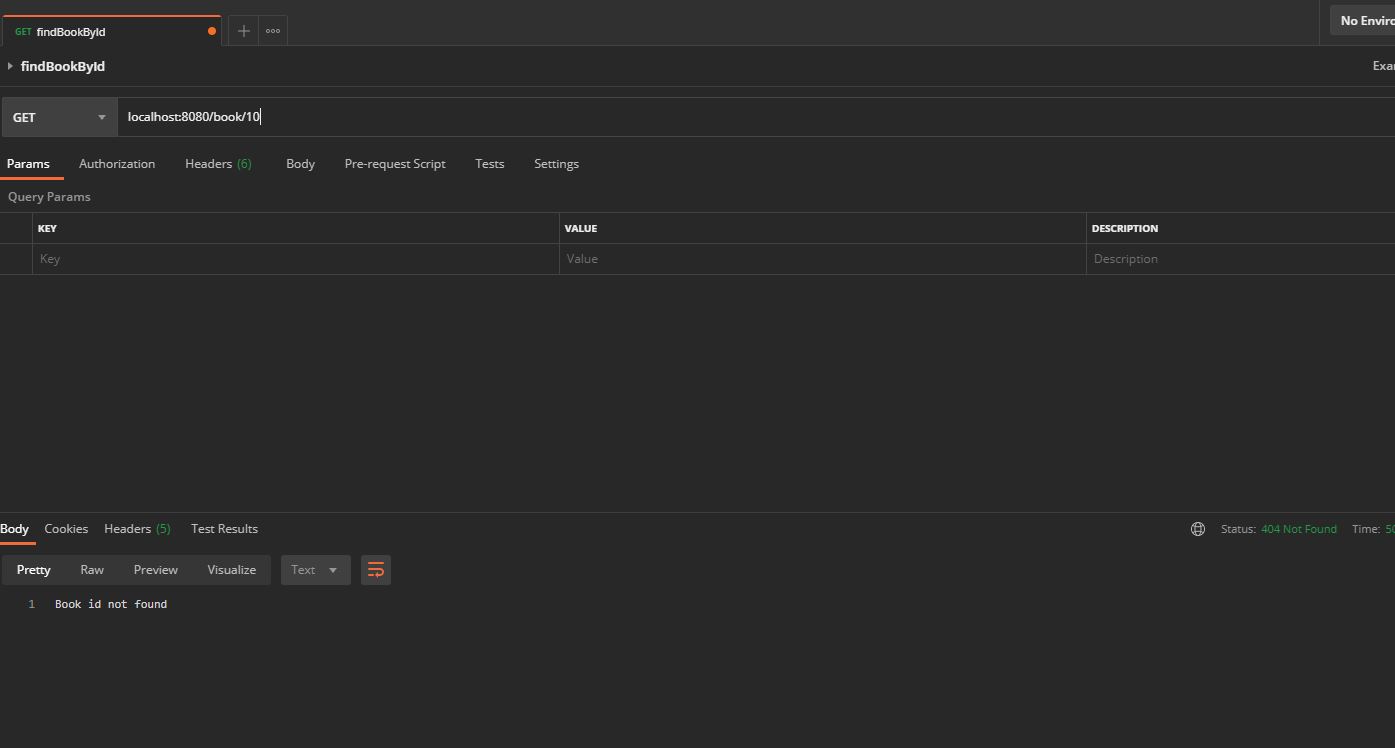 GET findBookById
No Enviro
findBookById
Exa
GET localhost:8080/book/10
Params Authorization Headers (6) Body Pre-request Script Tests Settings
Query Params
KEY VALUE DESCRIPTION
Key Value Description
Body Cookies Headers (5) Test Results Status: 404 Not Found Time: 50
Pretty Raw Preview Visualize Text
1 Book id not found